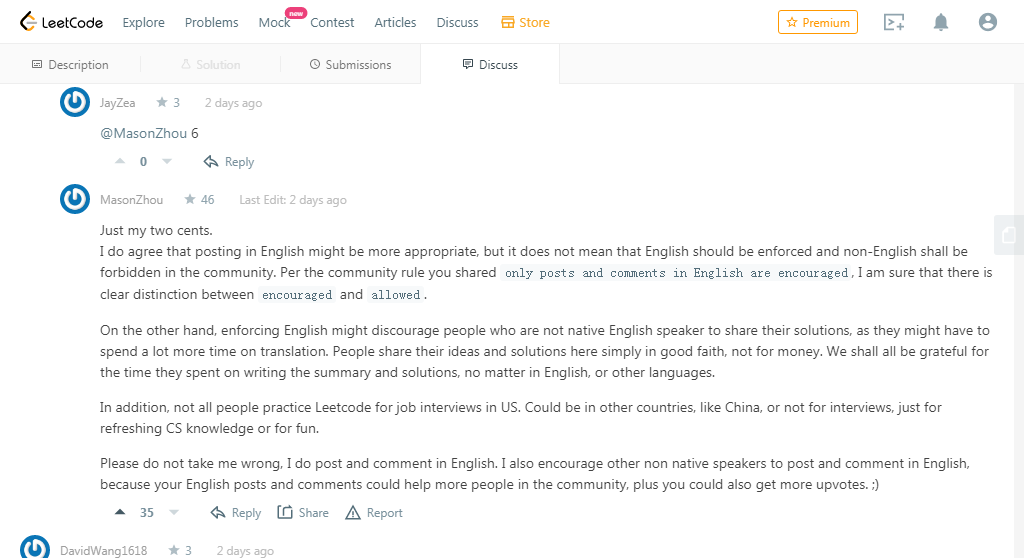 LeetCode Explore Problems Mock new Contest Articles Discuss Store Premium
Description Solution Submissions Discuss
JayZea 3 2 days ago
@MasonZhou 6
0 Reply
MasonZhou 46 Last Edit: 2 days ago
Just my two cents.
I do agree that posting in English might be more appropriate, but it does not mean that English should be enforced and non-English shall be
forbidden in the community. Per the community rule you shared only posts and comments in English are encouraged, I am sure that there is
clear distinction between encouraged and allowed.
On the other hand, enforcing English might discourage people who are not native English speaker to share their solutions, as they might have to
spend a lot more time on translation. People share their ideas and solutions here simply in good faith, not for money. We shall all be grateful for
the time they spent on writing the summary and solutions, no matter in English, or other languages.
In addition, not all people practice Leetcode for job interviews in US. Could be in other countries, like China, or not for interviews, just for
refreshing CS knowledge or for fun.
Please do not take me wrong, I do post and comment in English. I also encourage other non native speakers to post and comment in English,
because your English posts and comments could help more people in the community, plus you could also get more upvotes. ;)
35 Reply Share Report
DavidWang1618 3 2 days ago